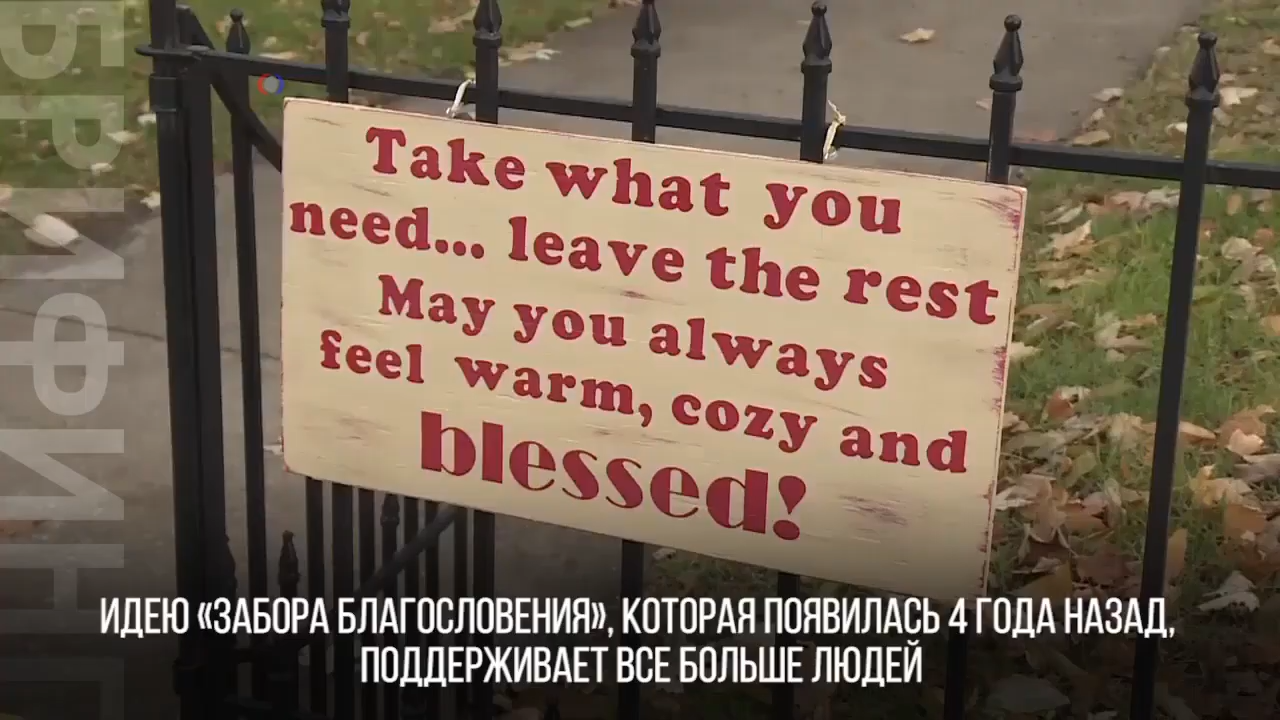 Take what you
need... leave the rest
May you always
feel warm, cozy and
blessed!
ИДЕЮ «ЗАБОРА БЛАГОСЛОВЕНИЯ», КОТОРАЯ ПОЯВИЛАСЬ 4 ГОДА НАЗАД,
ПОДДЕРЖИВАЕТ ВСЕ БОЛЬШЕ ЛЮДЕЙ
БРИФИНГ